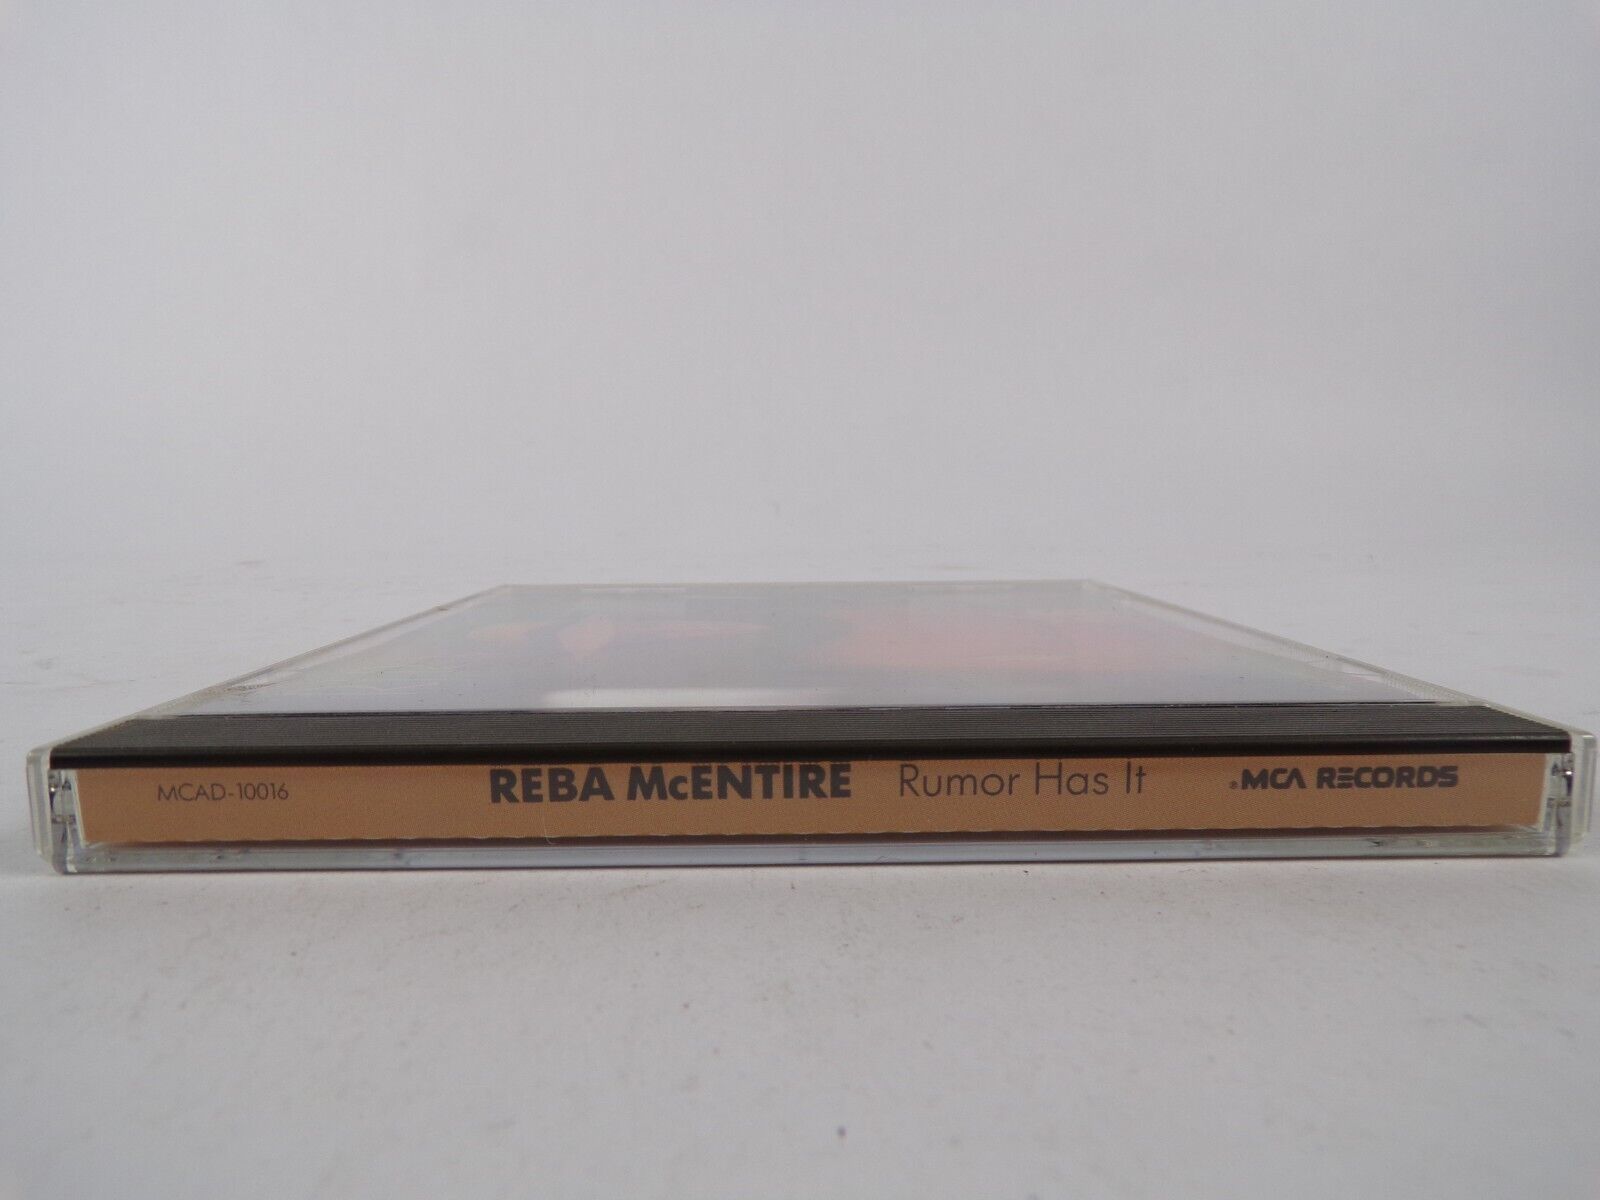 MCAD-10016 REBA McENTIRE Rumor Has It ®MCA RECORDS